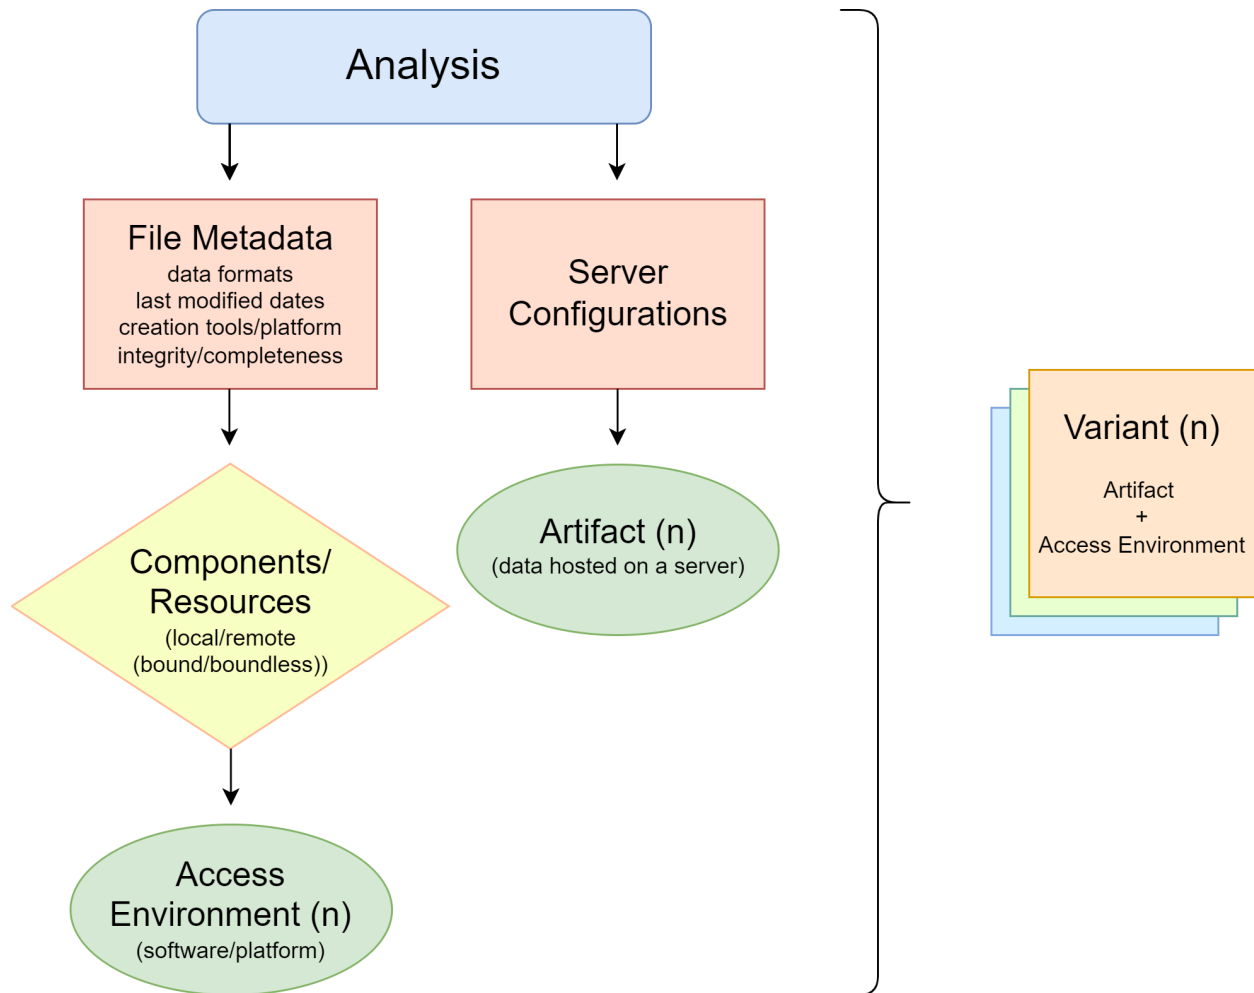 Analysis
File Metadata
data formats
last modified dates
creation tools/platform
integrity/completeness
Server
Configurations
Components/
Resources
(local/remote
(bound/boundless))
Artifact (n)
(data hosted on a server)
Access
Environment (n)
(software/platform)
Variant (n)
Artifact
+
Access Environment